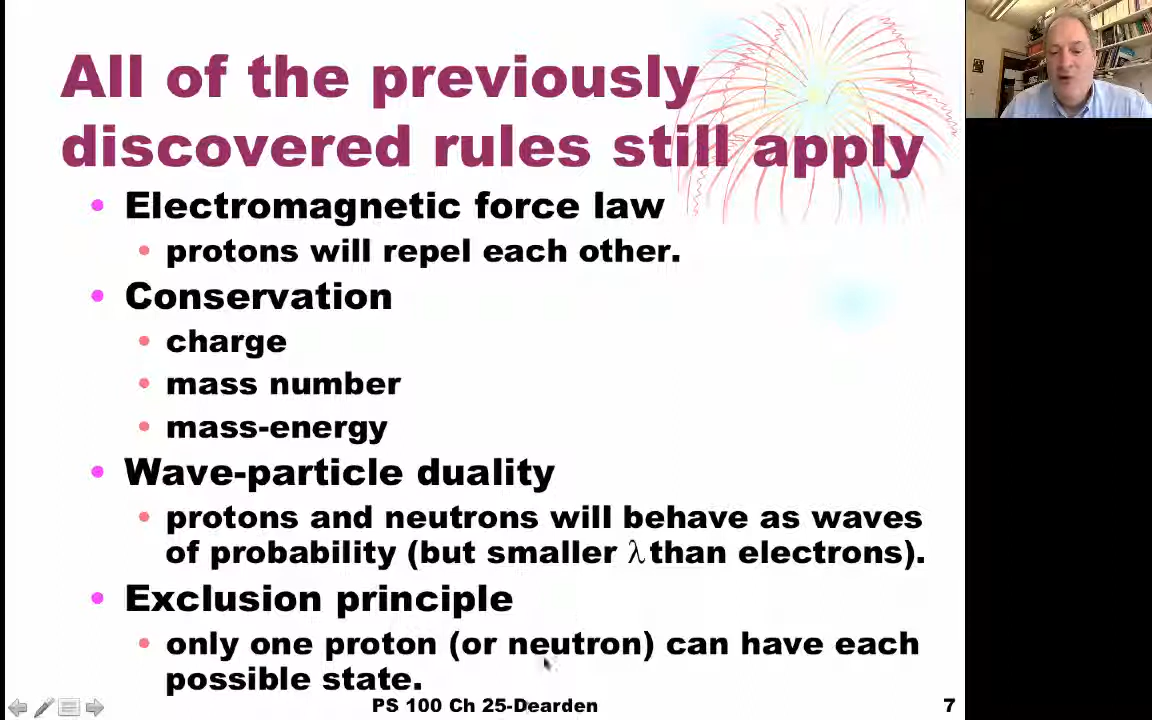 All of the previously
discovered rules still apply
• Electromagnetic force law
• protons will repel each other.
• Conservation
• charge
• mass number
• mass-energy
• Wave-particle duality
• protons and neutrons will behave as waves
of probability (but smaller λ than electrons).
• Exclusion principle
• only one proton (or neutron) can have each
possible state.
PS 100 Ch 25-Dearden
7